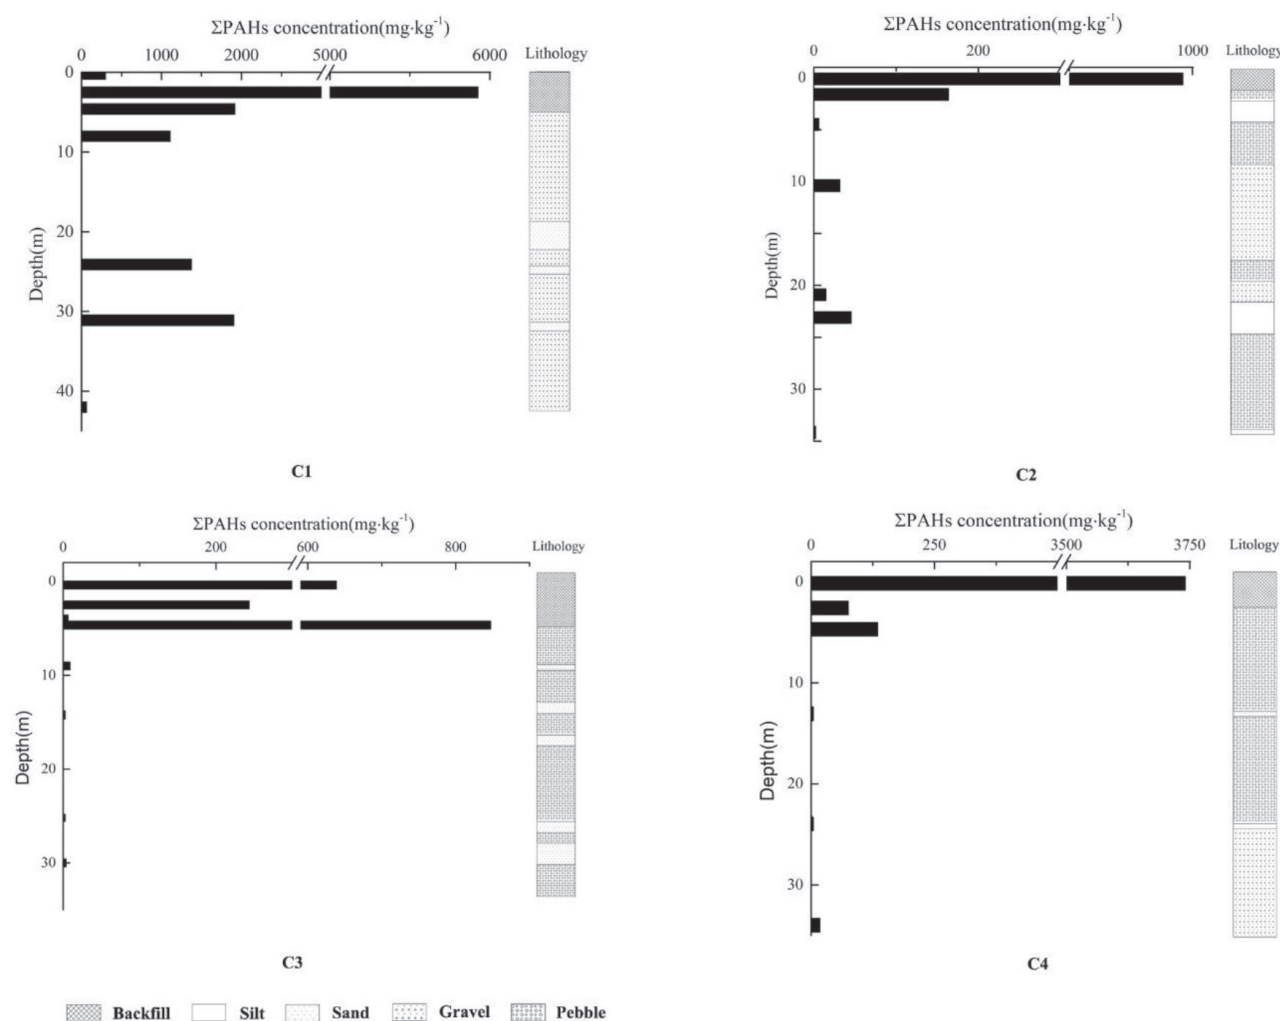 ΣPAHs concentration(mg·kg⁻¹)
0 1000 2000 5000 6000
Lithology
0
10
20
30
40
Depth(m)
C1
ΣPAHs concentration(mg·kg⁻¹)
0 200 1000
Lithology
0
10
20
30
Depth(m)
C2
ΣPAHs concentration(mg·kg⁻¹)
0 200 600 800
Lithology
0
10
20
30
Depth(m)
C3
ΣPAHs concentration(mg·kg⁻¹)
0 250 3500 3750
Litology
0
10
20
30
Depth(m)
C4
Backfill Silt Sand Gravel Pebble